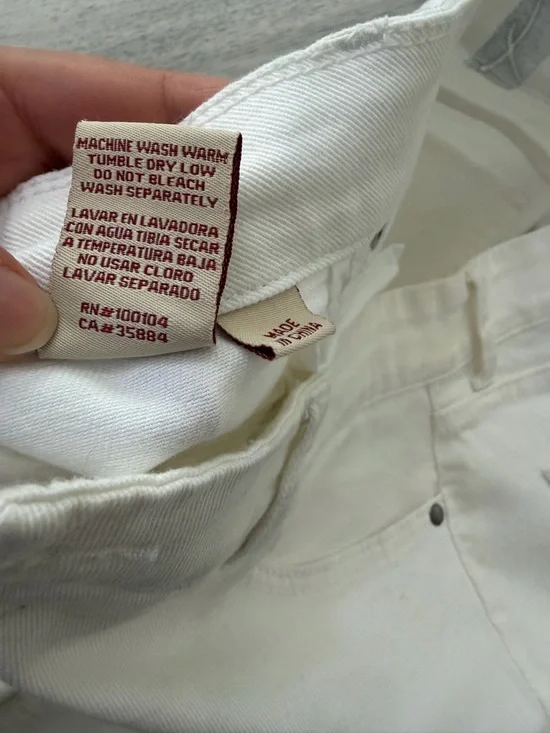 MACHINE WASH WARM
TUMBLE DRY LOW
DO NOT BLEACH
WASH SEPARATELY
LAVAR EN LAVADORA
CON AGUA TIBIA SECAR
A TEMPERATURA BAJA
NO USAR CLORO
LAVAR SEPARADO
RN#100104
CA#35884
MADE
IN CHINA